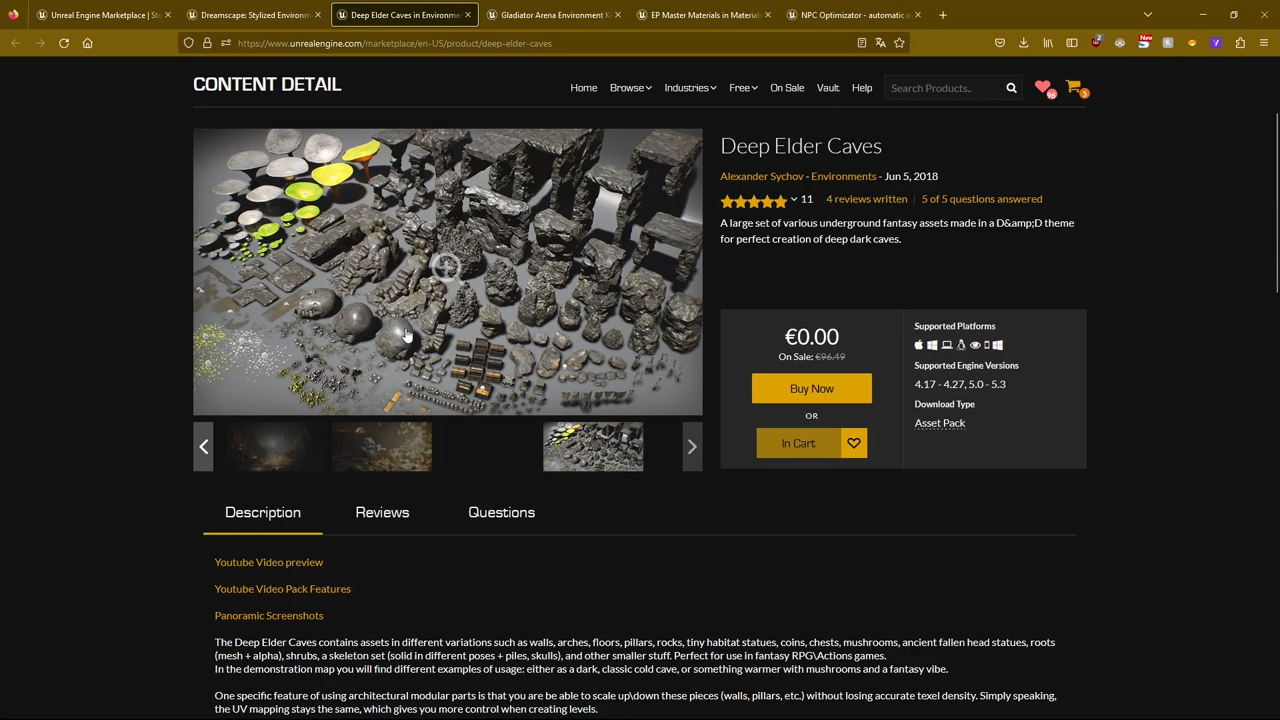 Unreal Engine Marketplace | St
Dreamscape: Stylized Environm
Deep Elder Caves in Environme
Gladiator Arena Environment K
EP Master Materials in Materials
NPC Optimizator - automatic o
https://www.unrealengine.com/marketplace/en-US/product/deep-elder-caves
2
New
CONTENT DETAIL
Home
Browse
Industries
Free
On Sale
Vault
Help
Search Products..
96
5
Deep Elder Caves
Alexander Sychov - Environments - Jun 5, 2018
11
4 reviews written
5 of 5 questions answered
A large set of various underground fantasy assets made in a D&amp;D theme
for perfect creation of deep dark caves.
€0.00
On Sale: €96.49
Buy Now
OR
In Cart
Supported Platforms
Supported Engine Versions
4.17 - 4.27, 5.0 - 5.3
Download Type
Asset Pack
Description
Reviews
Questions
Youtube Video preview
Youtube Video Pack Features
Panoramic Screenshots
The Deep Elder Caves contains assets in different variations such as walls, arches, floors, pillars, rocks, tiny habitat statues, coins, chests, mushrooms, ancient fallen head statues, roots
(mesh + alpha), shrubs, a skeleton set (solid in different poses + piles, skulls), and other smaller stuff. Perfect for use in fantasy RPG\Actions games.
In the demonstration map you will find different examples of usage: either as a dark, classic cold cave, or something warmer with mushrooms and a fantasy vibe.
One specific feature of using architectural modular parts is that you are be able to scale up\down these pieces (walls, pillars, etc.) without losing accurate texel density. Simply speaking,
the UV mapping stays the same, which gives you more control when creating levels.